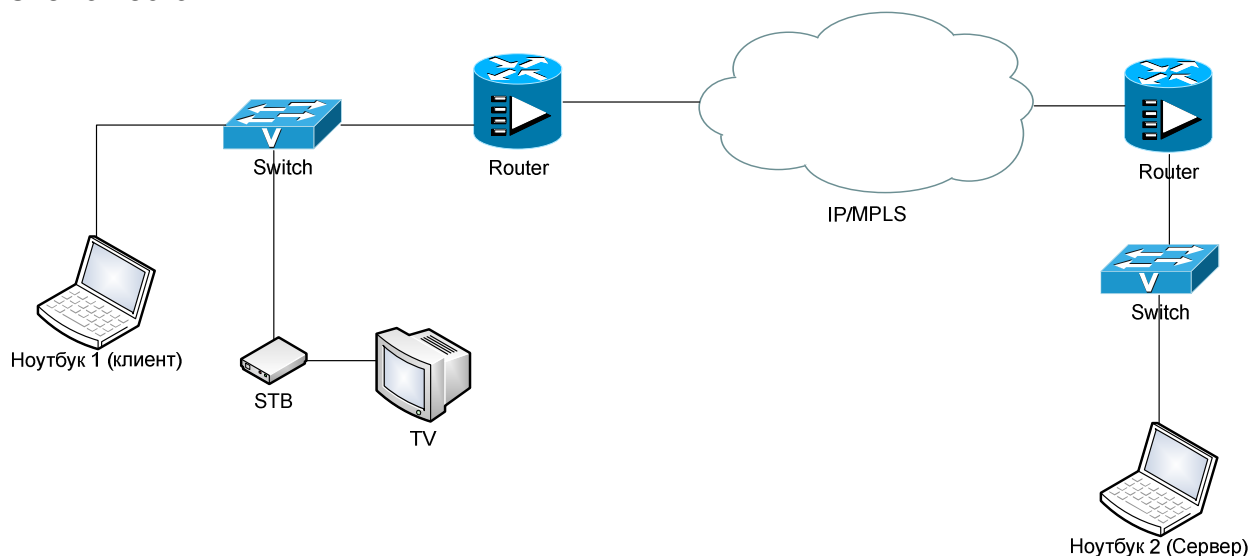 Router
Switch
Router
IP/MPLS
Switch
Ноутбук 1 (клиент)
STB
TV
Ноутбук 2 (Сервер)